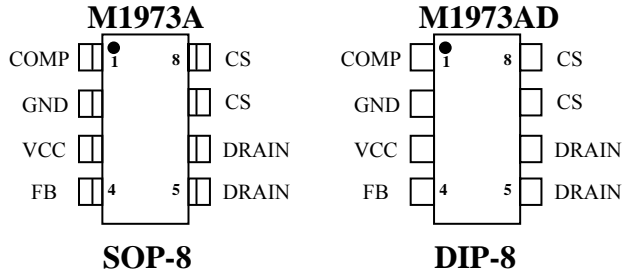 M1973A M1973AD
COMP 1 8 CS COMP 1 8 CS
GND CS GND CS
VCC DRAIN VCC DRAIN
FB 4 5 DRAIN FB 4 5 DRAIN
SOP-8 DIP-8